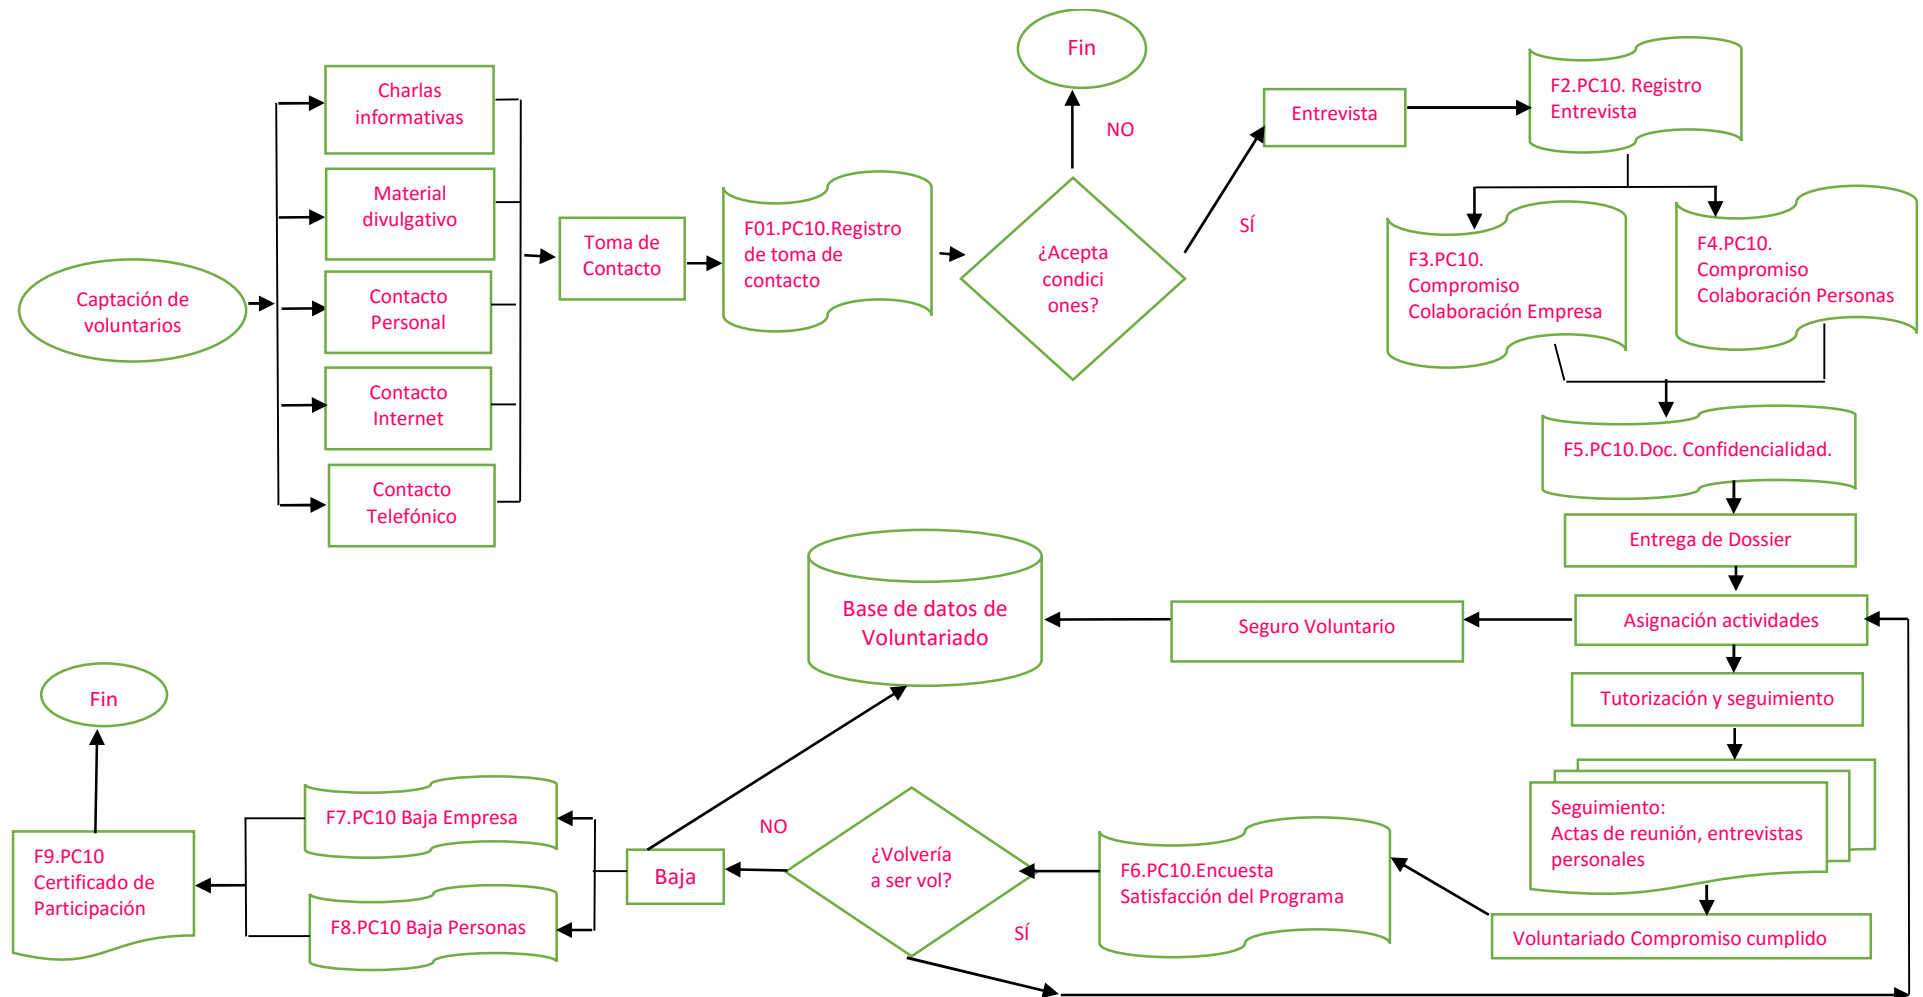 Captación de
voluntarios
Charlas
informativas
Material
divulgativo
Contacto
Personal
Contacto
Internet
Contacto
Telefónico
Toma de
Contacto
F01.PC10.Registro
de toma de
contacto
¿Acepta
condici
ones?
NO
Fin
SÍ
Entrevista
F2.PC10. Registro
Entrevista
F3.PC10.
Compromiso
Colaboración Empresa
F4.PC10.
Compromiso
Colaboración Personas
F5.PC10.Doc. Confidencialidad.
Entrega de Dossier
Asignación actividades
Seguro Voluntario
Base de datos de
Voluntariado
Tutorización y seguimiento
Seguimiento:
Actas de reunión, entrevistas
personales
Voluntariado Compromiso cumplido
F6.PC10.Encuesta
Satisfacción del Programa
¿Volvería
a ser vol?
SÍ
NO
Baja
F7.PC10 Baja Empresa
F8.PC10 Baja Personas
F9.PC10
Certificado de
Participación
Fin